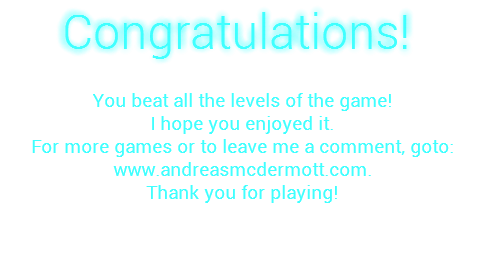 Congratulations!
You beat all the levels of the game!
I hope you enjoyed it.
For more games or to leave me a comment, goto:
www.andreasmcdermott.com.
Thank you for playing!